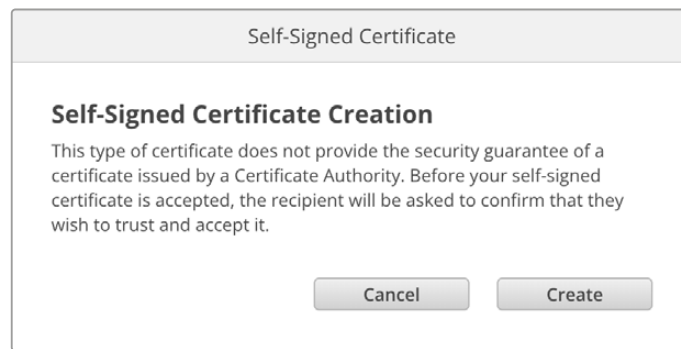 Self-Signed Certificate
Self-Signed Certificate Creation
This type of certificate does not provide the security guarantee of a
certificate issued by a Certificate Authority. Before your self-signed
certificate is accepted, the recipient will be asked to confirm that they
wish to trust and accept it.
Cancel Create